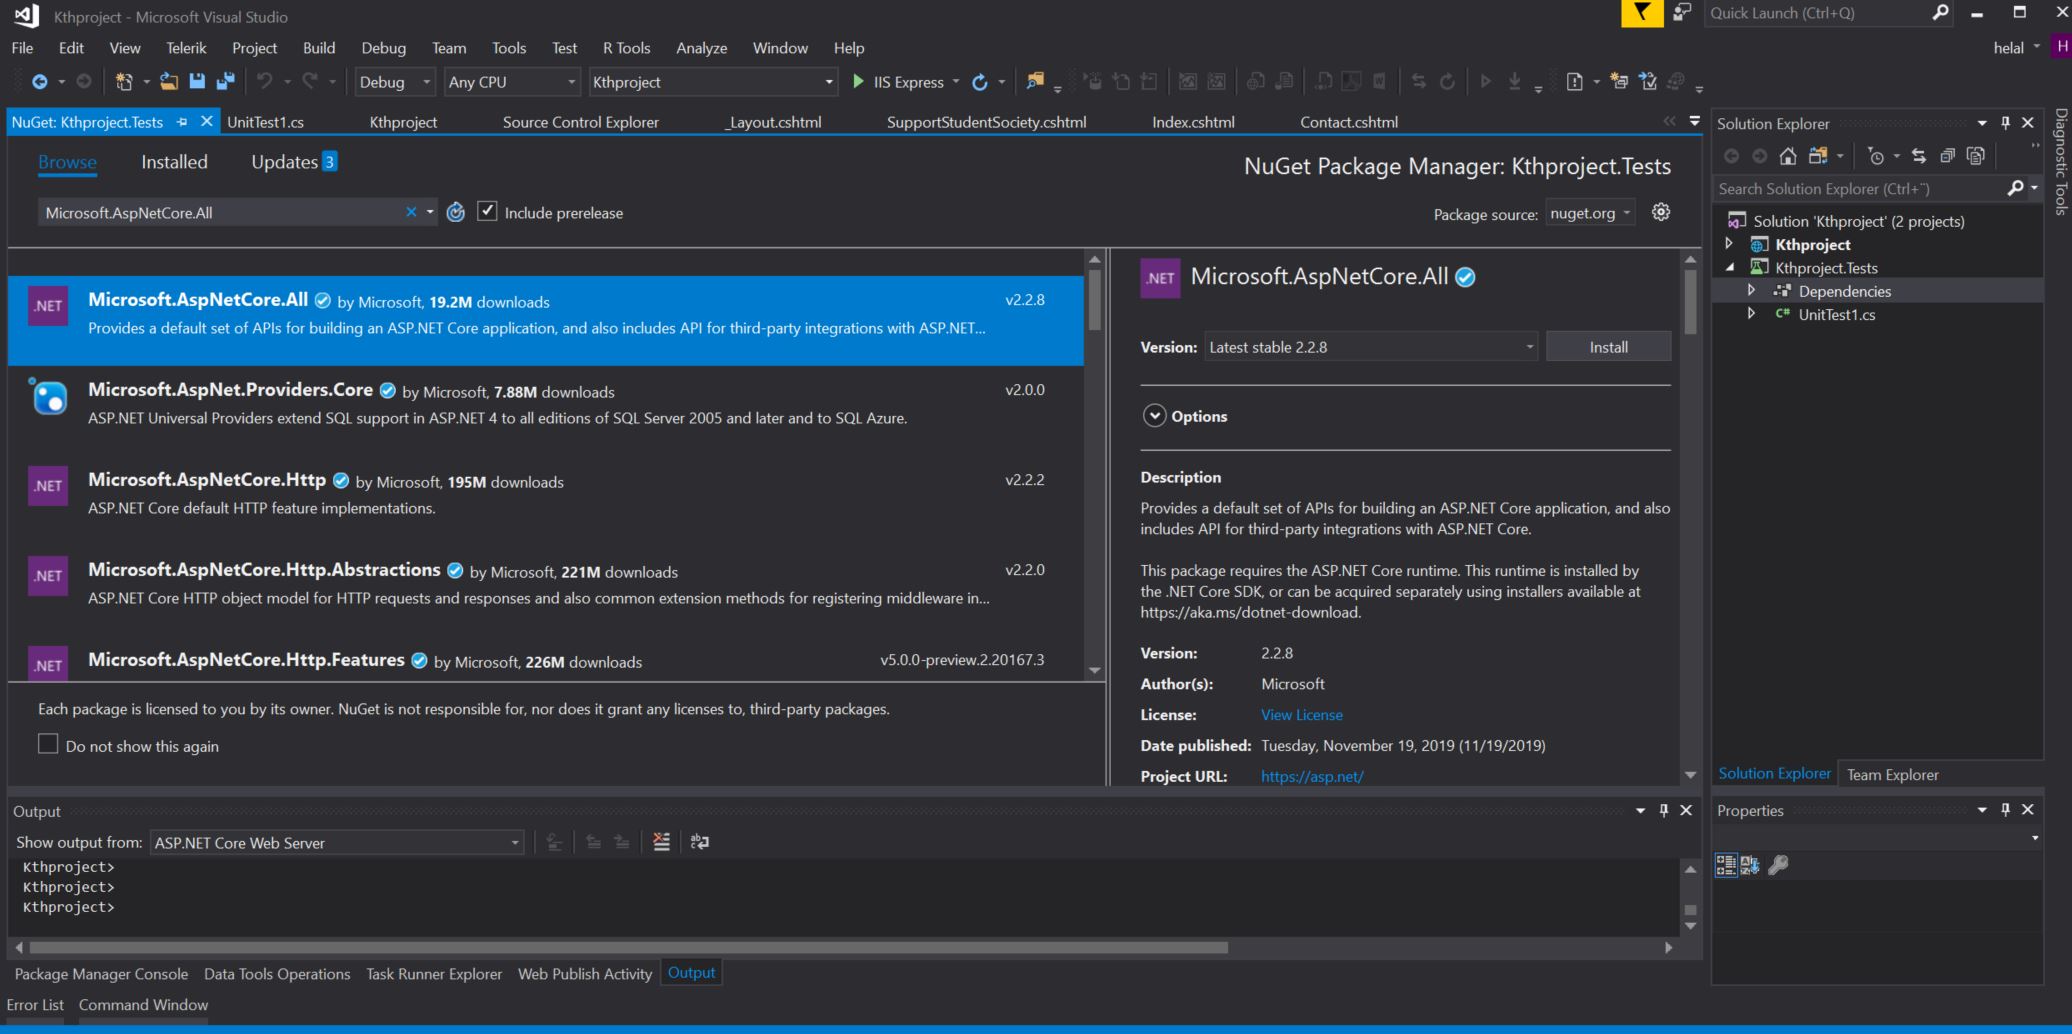 Kthproject - Microsoft Visual Studio
Quick Launch (Ctrl+Q)
File Edit View Telerik Project Build Debug Team Tools Test R Tools Analyze Window Help
helal H
Debug Any CPU Kthproject IIS Express
NuGet: Kthproject.Tests UnitTest1.cs Kthproject Source Control Explorer _Layout.cshtml SupportStudentSociety.cshtml Index.cshtml Contact.cshtml
Browse Installed Updates 3
NuGet Package Manager: Kthproject.Tests
Microsoft.AspNetCore.All Include prerelease
Package source: nuget.org
.NET Microsoft.AspNetCore.All by Microsoft, 19.2M downloads v2.2.8
Provides a default set of APIs for building an ASP.NET Core application, and also includes API for third-party integrations with ASP.NET...
Microsoft.AspNet.Providers.Core by Microsoft, 7.88M downloads v2.0.0
ASP.NET Universal Providers extend SQL support in ASP.NET 4 to all editions of SQL Server 2005 and later and to SQL Azure.
.NET Microsoft.AspNetCore.Http by Microsoft, 195M downloads v2.2.2
ASP.NET Core default HTTP feature implementations.
.NET Microsoft.AspNetCore.Http.Abstractions by Microsoft, 221M downloads v2.2.0
ASP.NET Core HTTP object model for HTTP requests and responses and also common extension methods for registering middleware in...
.NET Microsoft.AspNetCore.Http.Features by Microsoft, 226M downloads v5.0.0-preview.2.20167.3
Each package is licensed to you by its owner. NuGet is not responsible for, nor does it grant any licenses to, third-party packages.
Do not show this again
.NET Microsoft.AspNetCore.All
Version: Latest stable 2.2.8 Install
Options
Description
Provides a default set of APIs for building an ASP.NET Core application, and also
includes API for third-party integrations with ASP.NET Core.
This package requires the ASP.NET Core runtime. This runtime is installed by
the .NET Core SDK, or can be acquired separately using installers available at
https://aka.ms/dotnet-download.
Version: 2.2.8
Author(s): Microsoft
License: View License
Date published: Tuesday, November 19, 2019 (11/19/2019)
Project URL: https://asp.net/
Solution Explorer
Search Solution Explorer (Ctrl+¨)
Solution 'Kthproject' (2 projects)
Kthproject
Kthproject.Tests
Dependencies
C# UnitTest1.cs
Solution Explorer Team Explorer
Properties
Diagnostic Tools
Output
Show output from: ASP.NET Core Web Server
Kthproject>
Kthproject>
Kthproject>
Package Manager Console Data Tools Operations Task Runner Explorer Web Publish Activity Output
Error List Command Window